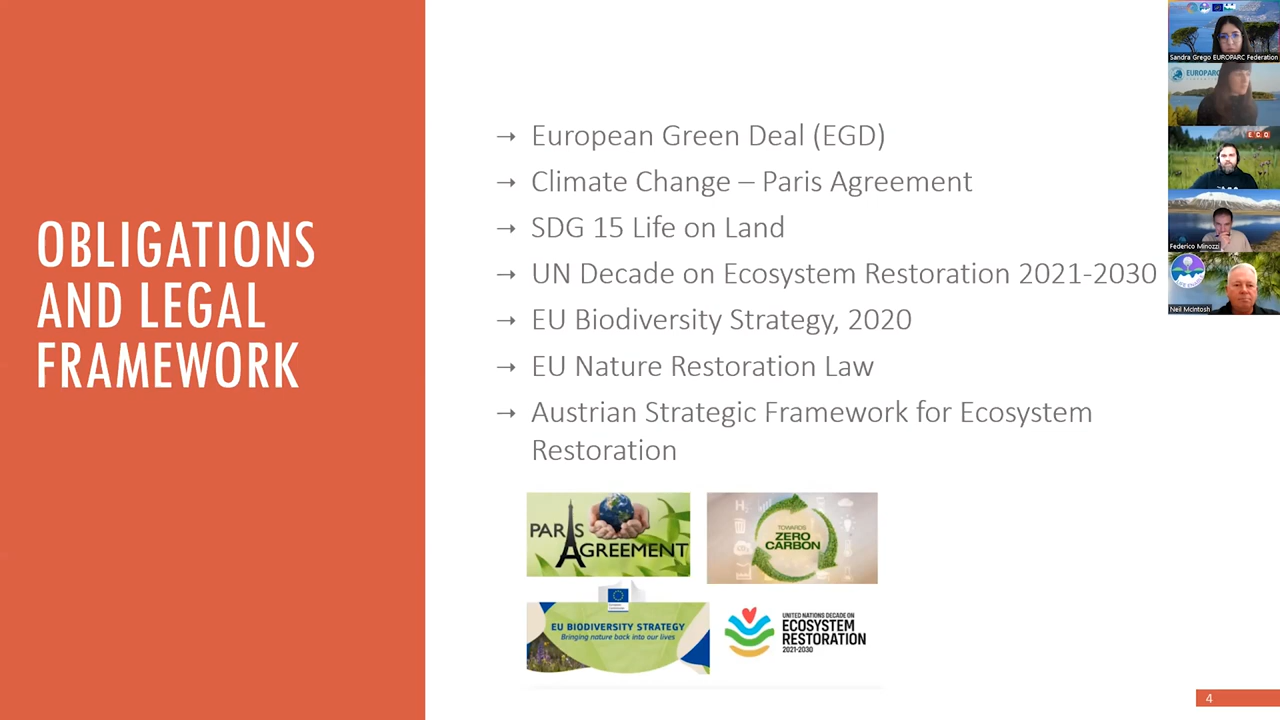 OBLIGATIONS
AND LEGAL
FRAMEWORK
→ European Green Deal (EGD)
→ Climate Change – Paris Agreement
→ SDG 15 Life on Land
→ UN Decade on Ecosystem Restoration 2021-2030
→ EU Biodiversity Strategy, 2020
→ EU Nature Restoration Law
→ Austrian Strategic Framework for Ecosystem
Restoration
PARIS
AGREEMENT
TOWARDS
ZERO
CARBON
EU BIODIVERSITY STRATEGY
Bringing nature back into our lives
UNITED NATIONS DECADE ON
ECOSYSTEM
RESTORATION
2021-2030
Sandra Grego EUROPARC Federation
EUROPARC
E.C.O.
Federico Minozzi
Neil McIntosh
4